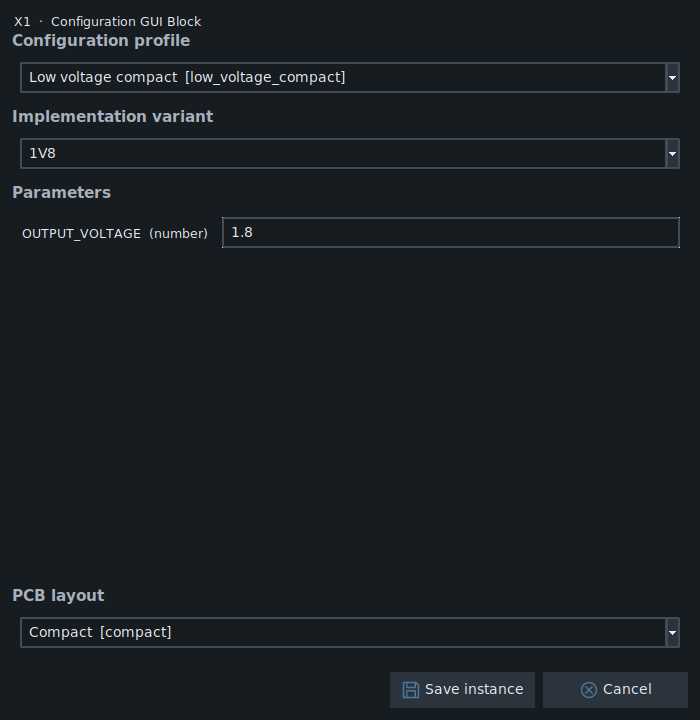 X1 · Configuration GUI Block
Configuration profile
Low voltage compact [low_voltage_compact]
Implementation variant
1V8
Parameters
OUTPUT_VOLTAGE (number) 1.8
PCB layout
Compact [compact]
Save instance Cancel